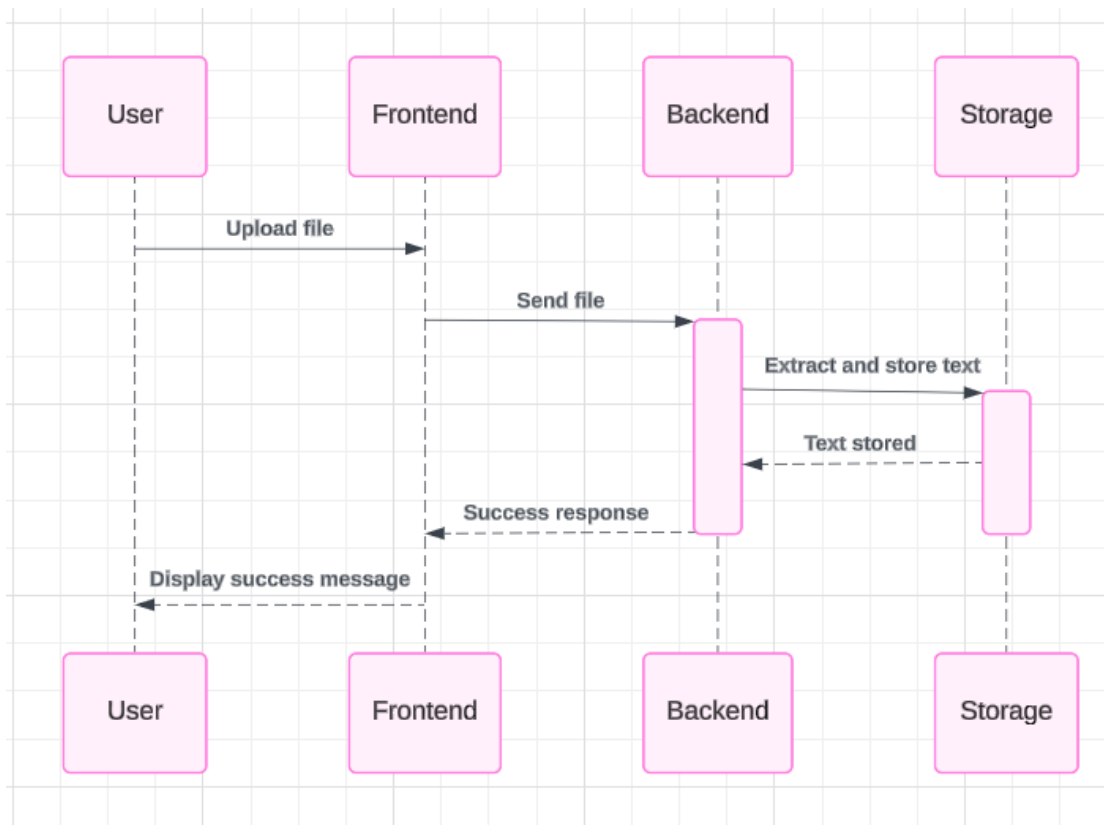 User
Frontend
Backend
Storage
Upload file
Send file
Extract and store text
Text stored
Success response
Display success message
User
Frontend
Backend
Storage